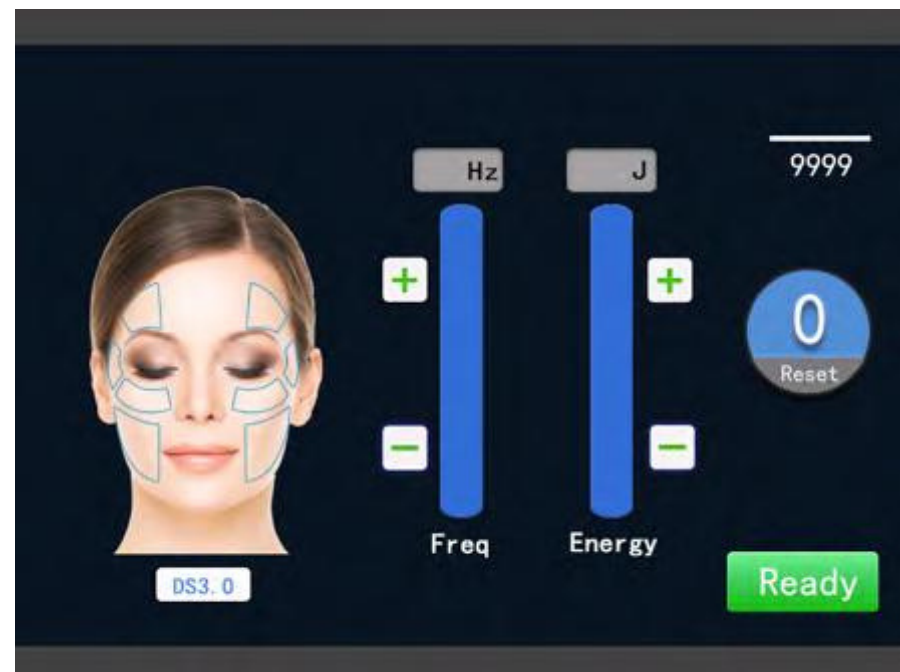 9999
Hz
J
+
+
0
Reset
-
-
Freq
Energy
DS3.0
Ready